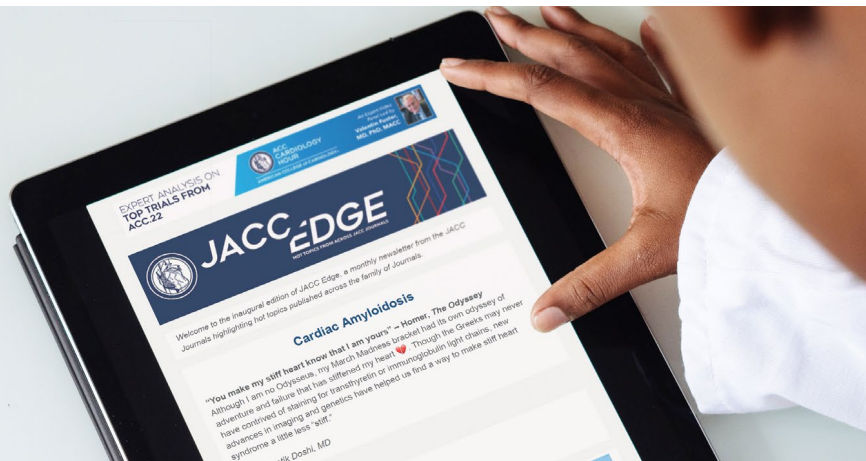 EXPERT ANALYSIS ON
TOP TRIALS FROM
ACC.22
ACC
CARDIOLOGY
HOUR
AMERICAN COLLEGE of CARDIOLOGY
An Expert Video
Valentin Fuster,
MD, PhD, MACC
JACC EDGE
HOT TOPICS FROM ACROSS JACC JOURNALS
Welcome to the inaugural edition of JACC Edge, a monthly newsletter from the JACC
Journals highlighting hot topics published across the family of Journals.
Cardiac Amyloidosis
"You make my stiff heart know that I am yours" – Homer, The Odyssey
Although I am no Odysseus, my March Madness bracket had its own odyssey of
adventure and failure that has stiffened my heart 💔. Though the Greeks may never
have contrived of staining for transthyretin or immunoglobulin light chains, new
advances in imaging and genetics have helped us find a way to make stiff heart
syndrome a little less "stiff."
Doshi, MD